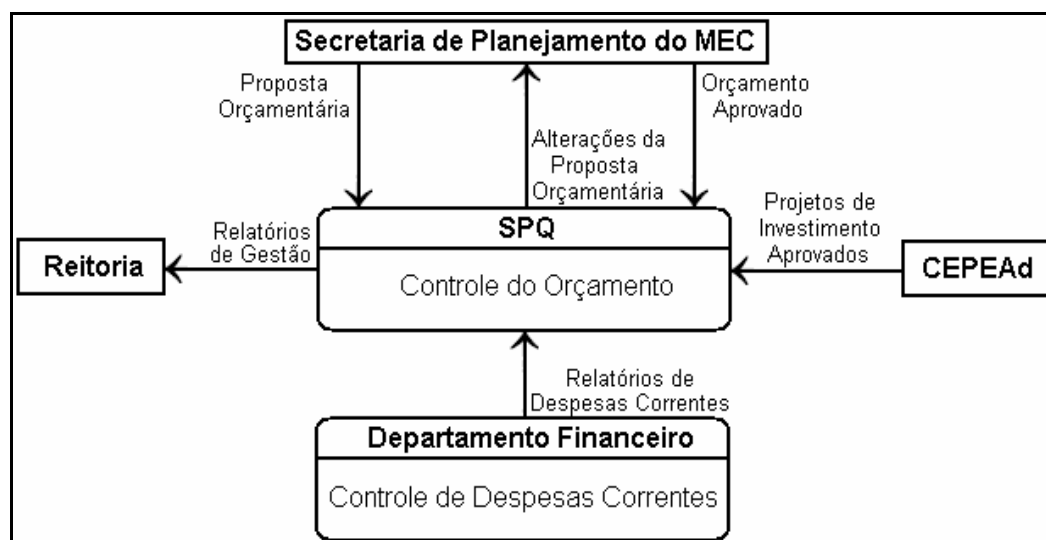 Secretaria de Planejamento do MEC
Proposta
Orçamentária
Alterações da
Proposta
Orçamentária
Orçamento
Aprovado
Projetos de
Investimento
Aprovados
Relatórios
de Gestão
SPQ
Controle do Orçamento
Reitoria
CEPEAd
Relatórios de
Despesas Correntes
Departamento Financeiro
Controle de Despesas Correntes